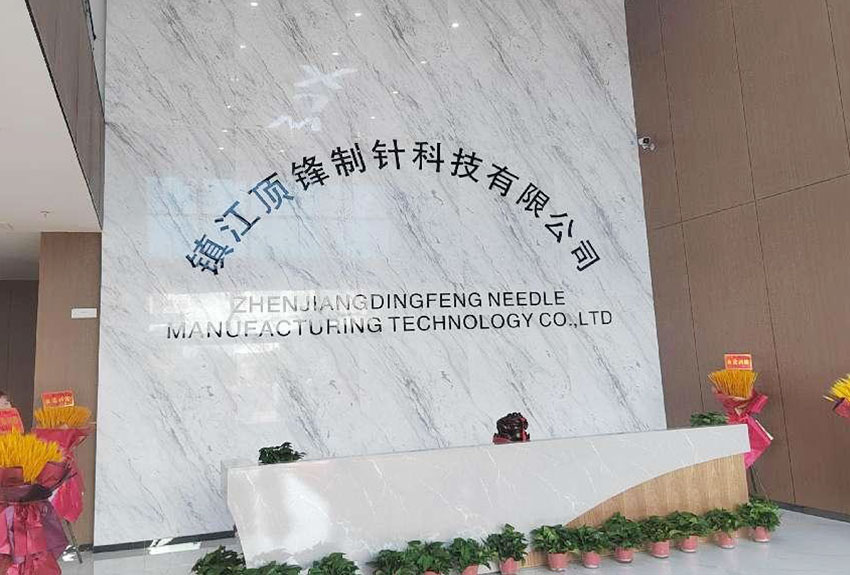 镇江顶锋制针科技有限公司
ZHENJIANGDINGFENG NEEDLE
MANUFACTURING TECHNOLOGY CO.,LTD